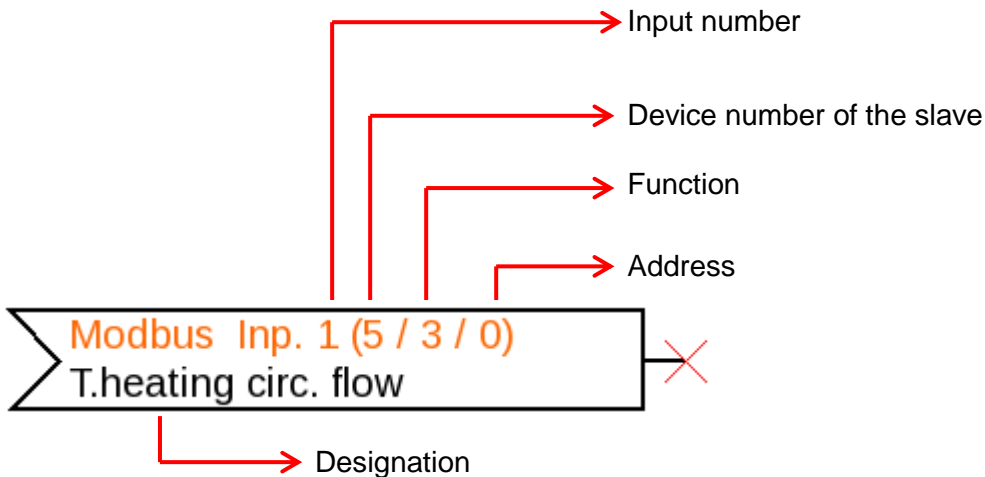 Input number
Device number of the slave
Function
Address
Modbus  Inp. 1 (5 / 3 / 0)
T.heating circ. flow
Designation